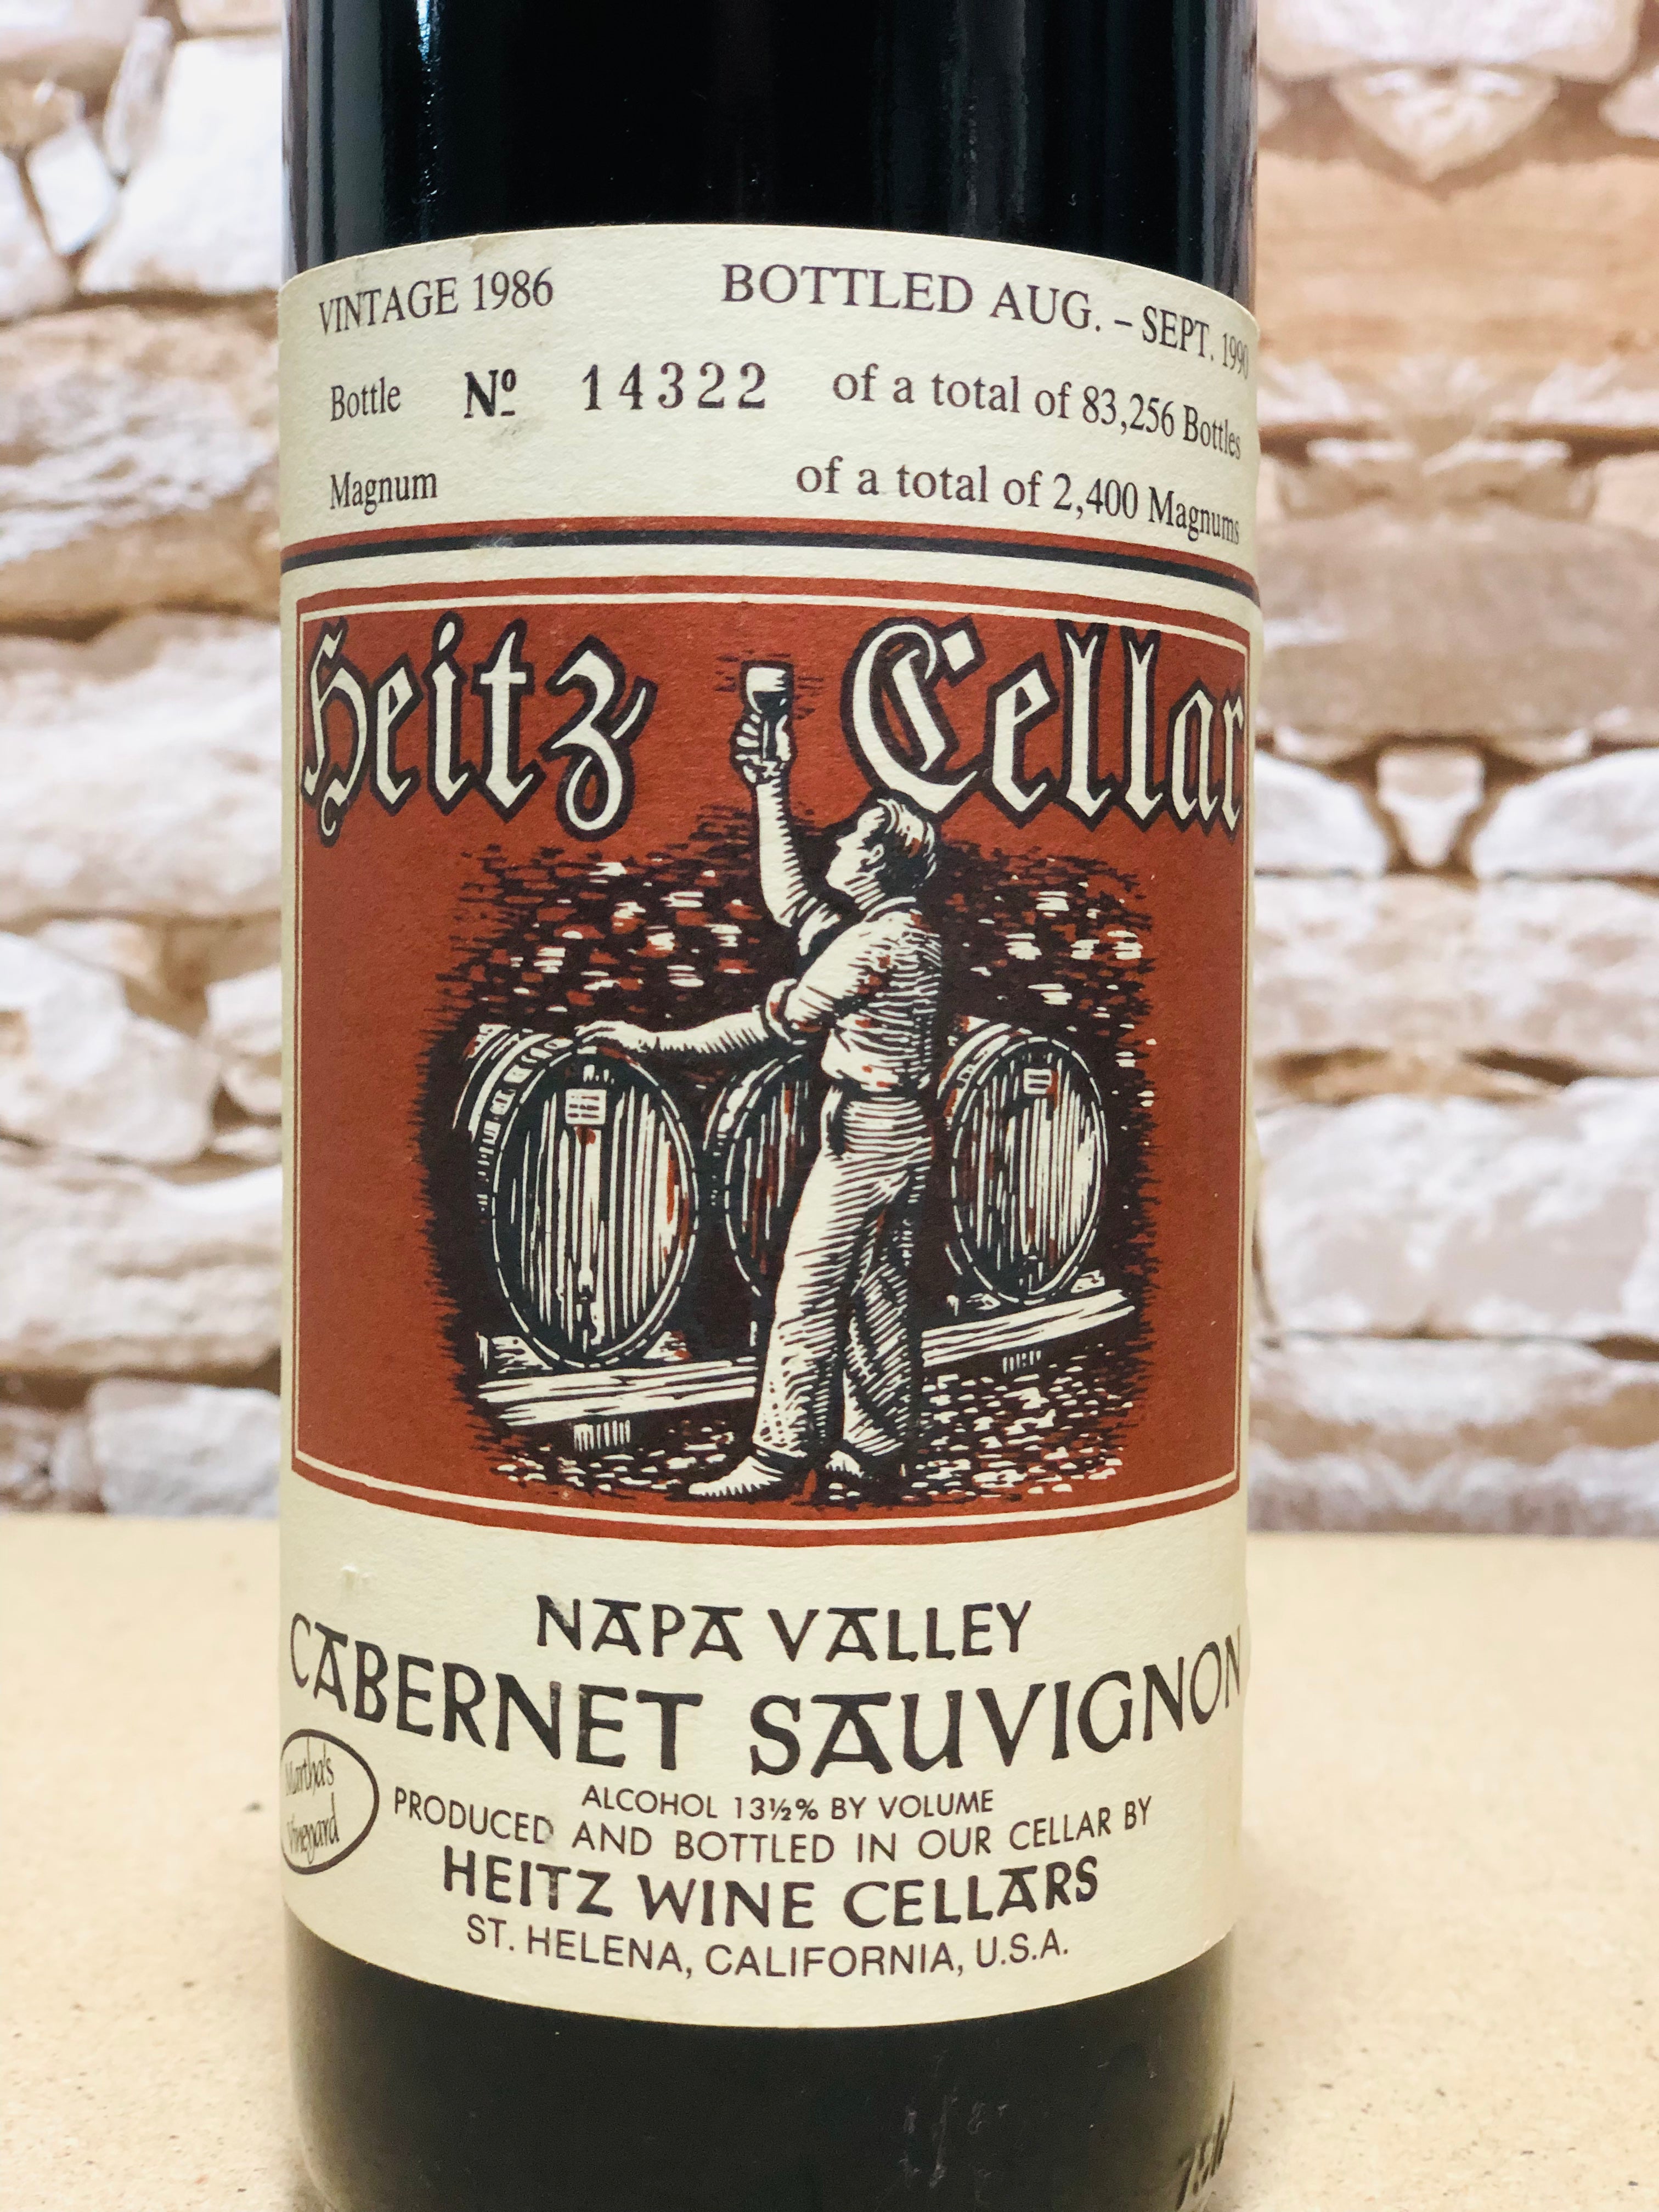 VINTAGE 1986 BOTTLED AUG. – SEPT. 1990
Bottle Nº 14322 of a total of 83,256 Bottles
Magnum of a total of 2,400 Magnums
Heitz Cellar
NAPA VALLEY
CABERNET SAUVIGNON
Martha's
Vineyard
ALCOHOL 13½% BY VOLUME
PRODUCED AND BOTTLED IN OUR CELLAR BY
HEITZ WINE CELLARS
ST. HELENA, CALIFORNIA, U.S.A.